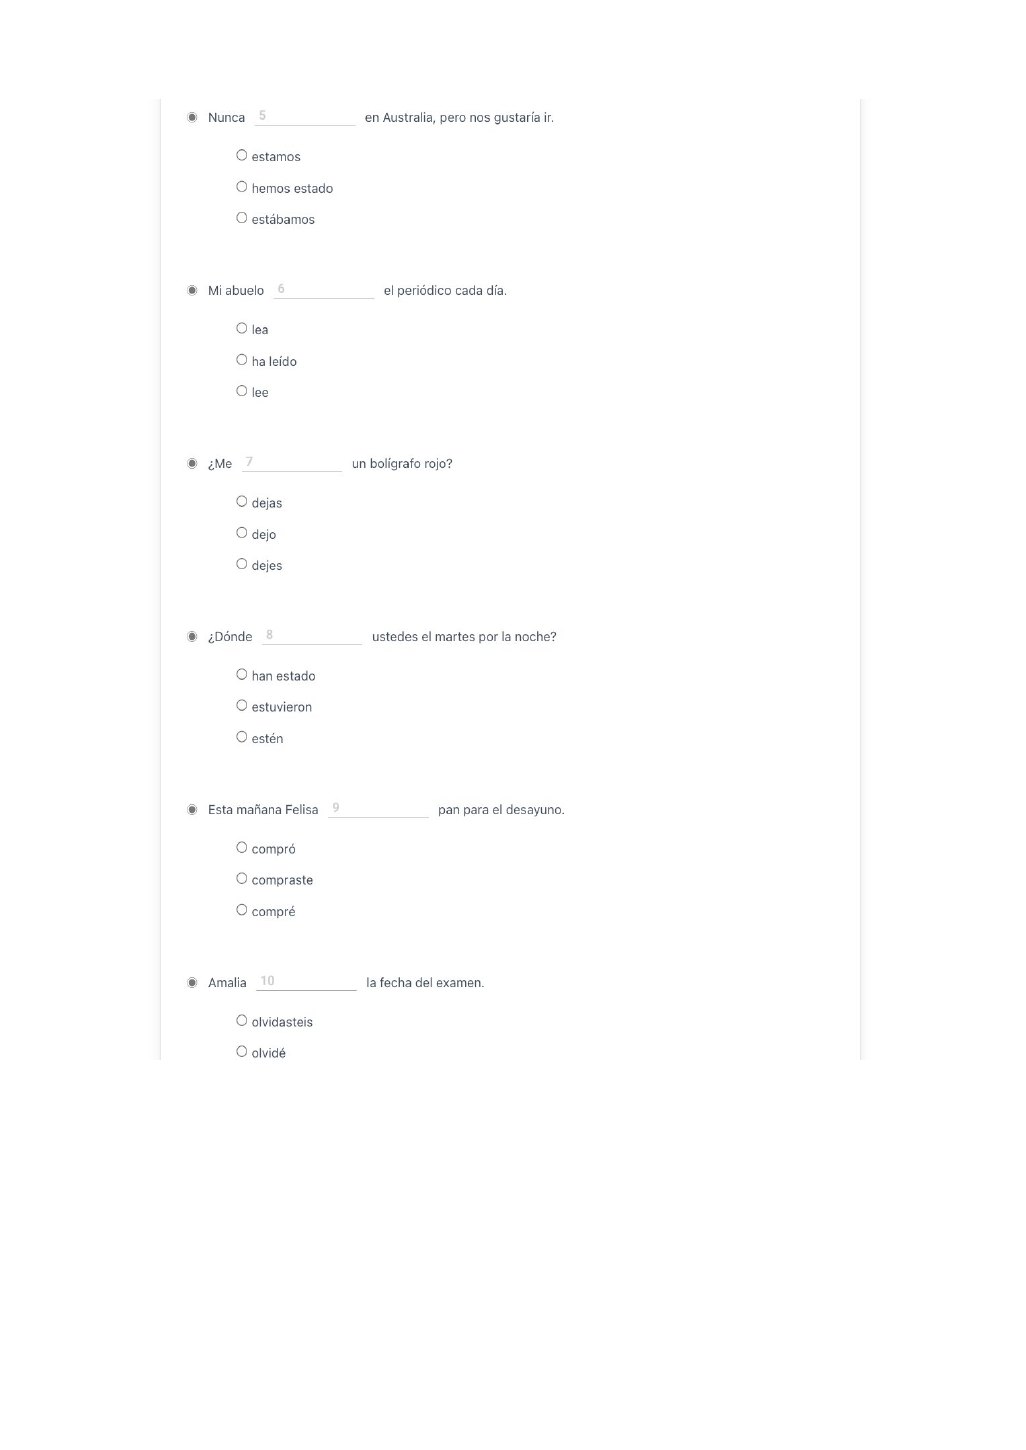 Nunca 5 en Australia, pero nos gustaría ir.
estamos
hemos estado
estábamos
Mi abuelo 6 el periódico cada día.
lea
ha leído
lee
¿Me 7 un bolígrafo rojo?
dejas
dejo
dejes
¿Dónde 8 ustedes el martes por la noche?
han estado
estuvieron
estén
Esta mañana Felisa 9 pan para el desayuno.
compró
compraste
compré
Amalia 10 la fecha del examen.
olvidasteis
olvidé